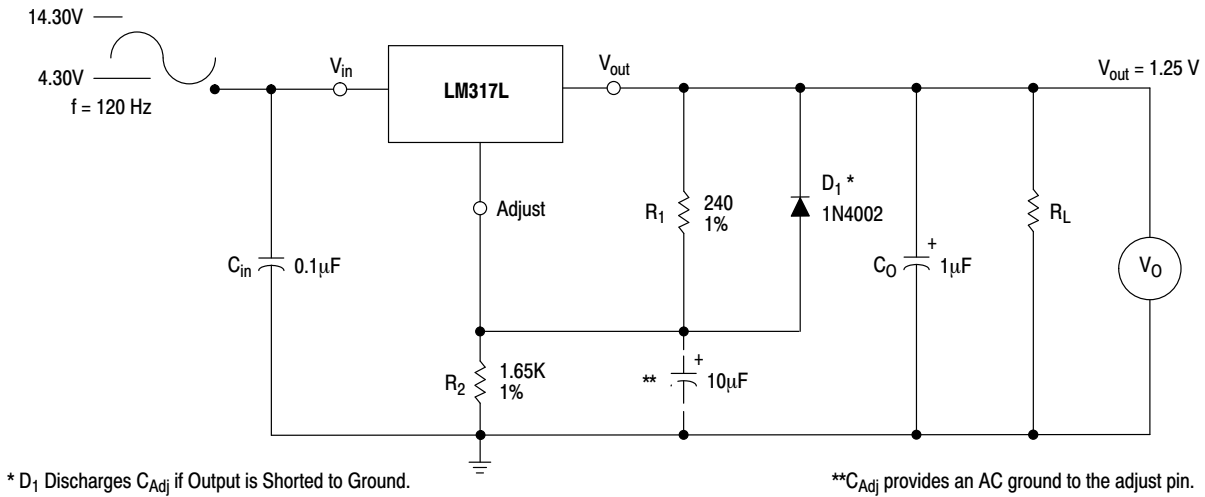 14.30V
4.30V
f = 120 Hz
V_in
LM317L
V_out
V_out = 1.25 V
Adjust
R_1
240
1%
D_1 *
1N4002
R_L
C_in
0.1μF
C_O
+
1μF
V_O
R_2
1.65K
1%
**
+
10μF
* D_1 Discharges C_Adj if Output is Shorted to Ground.
**C_Adj provides an AC ground to the adjust pin.